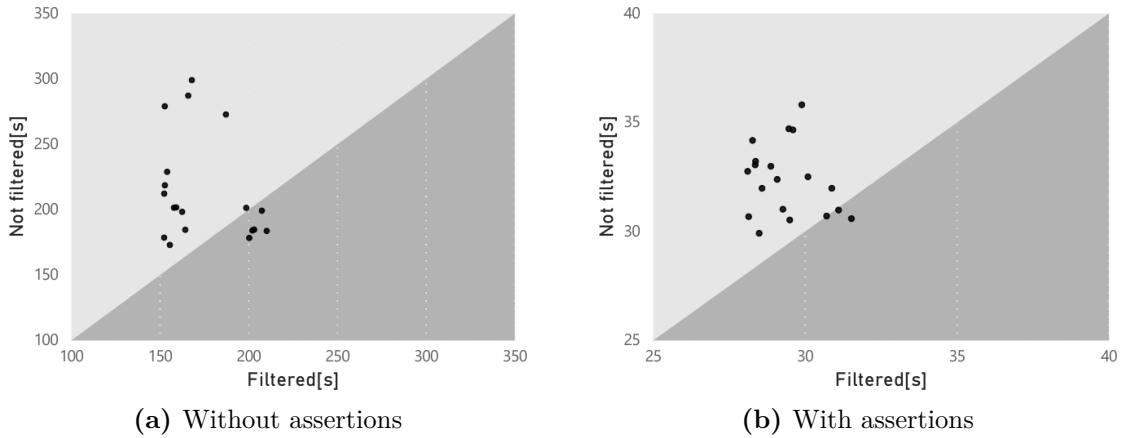 350
300
250
200
150
100
100 150 200 250 300 350
Not filtered[s]
Filtered[s]
(a) Without assertions
40
35
30
25
25 30 35 40
Not filtered[s]
Filtered[s]
(b) With assertions